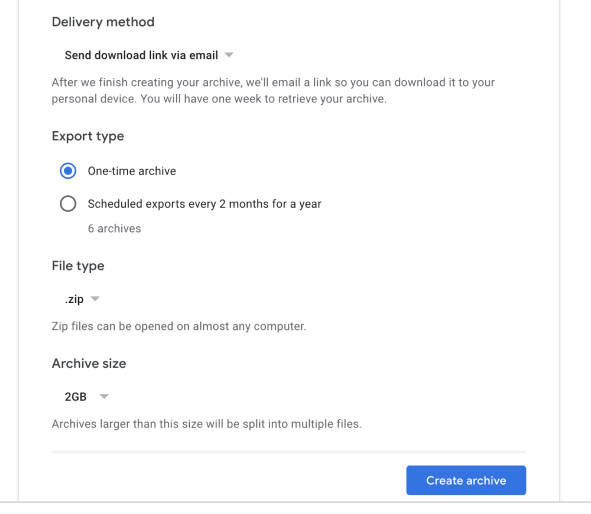 Delivery method
Send download link via email
After we finish creating your archive, we'll email a link so you can download it to your
personal device. You will have one week to retrieve your archive.
Export type
One-time archive
Scheduled exports every 2 months for a year
6 archives
File type
.zip
Zip files can be opened on almost any computer.
Archive size
2GB
Archives larger than this size will be split into multiple files.
Create archive